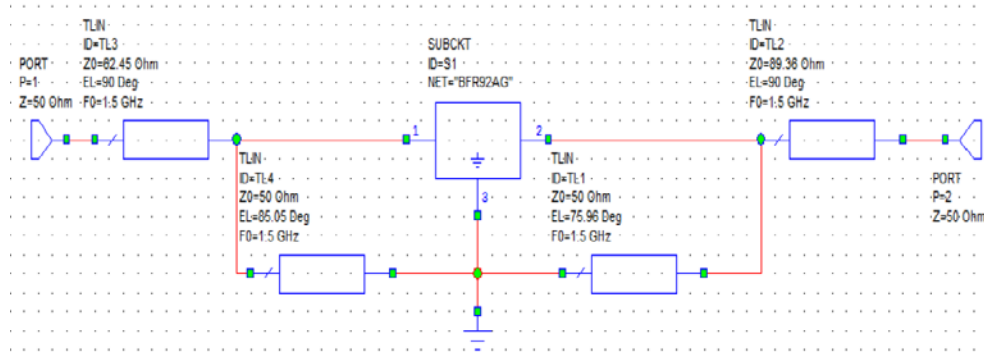 TLIN
ID=TL3
Z0=62.45 Ohm
EL=90 Deg
F0=1.5 GHz
PORT
P=1
Z=50 Ohm
SUBCKT
ID=S1
NET="BFR92AG"
TLIN
ID=TL2
Z0=89.36 Ohm
EL=90 Deg
F0=1.5 GHz
1
2
3
TLIN
ID=TL4
Z0=50 Ohm
EL=85.05 Deg
F0=1.5 GHz
TLIN
ID=TL1
Z0=50 Ohm
EL=75.96 Deg
F0=1.5 GHz
PORT
P=2
Z=50 Ohm